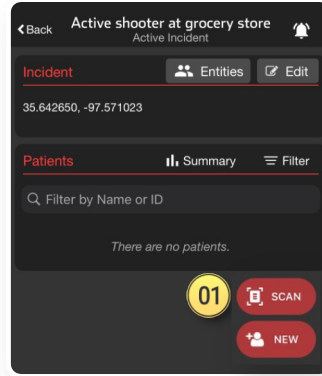 Back
Active shooter at grocery store
Active Incident
Incident
Entities
Edit
35.642650, -97.571023
Patients
Summary
Filter
Filter by Name or ID
There are no patients.
01
SCAN
NEW